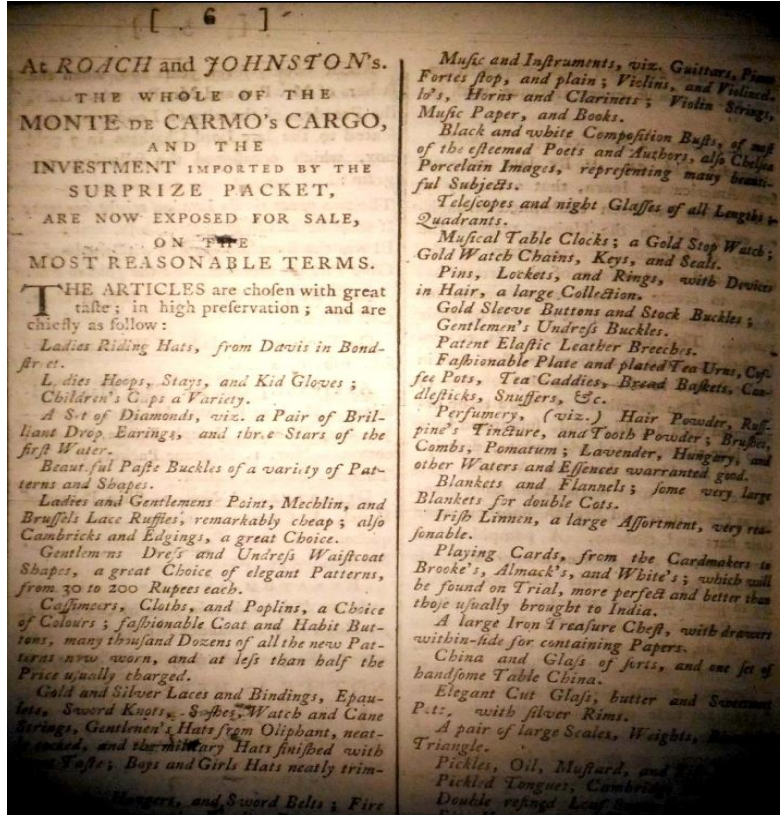 [ 6 ]
At ROACH and JOHNSTON's.
THE WHOLE OF THE
MONTE DE CARMO's CARGO,
AND THE
INVESTMENT IMPORTED BY THE
SURPRIZE PACKET,
ARE NOW EXPOSED FOR SALE,
ON THE
MOST REASONABLE TERMS.
THE ARTICLES are choſen with great
taſte; in high preſervation; and are
chiefly as follow:
Ladies Riding Hats, from Davis in Bond-
ſtreet.
Ladies Hoops, Stays, and Kid Gloves;
Children's Caps a Variety.
A Set of Diamonds, viz. a Pair of Bril-
liant Drop Earings, and three Stars of the
firſt Water.
Beautiful Paſte Buckles of a variety of Pat-
terns and Shapes.
Ladies and Gentlemens Point, Mechlin, and
Bruſſels Lace Ruffles, remarkably cheap; alſo
Cambricks and Edgings, a great Choice.
Gentlemens Dreſs and Undreſs Waiſtcoat
Shapes, a great Choice of elegant Patterns,
from 30 to 200 Rupees each.
Caſſimeers, Cloths, and Poplins, a Choice
of Colours; faſhionable Coat and Habit But-
tons, many thouſand Dozens of all the new Pat-
terns now worn, and at leſs than half the
Price uſually charged.
Gold and Silver Laces and Bindings, Epau-
lets, Sword Knots, Saſhes, Watch and Cane
Strings, Gentlemen's Hats from Oliphant, neat-
ly cocked, and the military Hats finiſhed with
Taſte; Boys and Girls Hats neatly trim-
Hangers, and Sword Belts; Fire
Muſic and Inſtruments, viz. Guittars, Piano
Fortes ſtop, and plain; Violins, and Violincel-
lo's, Horns and Clarinets; Violin Strings,
Muſic Paper, and Books.
Black and white Compoſition Buſts, of moſt
of the eſteemed Poets and Authors, alſo Chelſea
Porcelain Images, repreſenting many beauti-
ful Subjects.
Teleſcopes and night Glaſſes of all Lengths;
Quadrants.
Muſical Table Clocks; a Gold Stop Watch;
Gold Watch Chains, Keys, and Seals.
Pins, Lockets, and Rings, with Devices
in Hair, a large Collection.
Gold Sleeve Buttons and Stock Buckles;
Gentlemen's Undreſs Buckles.
Patent Elaſtic Leather Breeches.
Faſhionable Plate and plated Tea Urns, Cof-
fee Pots, Tea Caddies, Bread Baſkets, Can-
dleſticks, Snuffers, &c.
Perfumery, (viz.) Hair Powder, Ruſ-
pine's Tincture, and Tooth Powder; Bruſhes,
Combs, Pomatum; Lavender, Hungery, and
other Waters and Eſſences warranted good.
Blankets and Flannels; ſome very large
Blankets for double Cots.
Iriſh Linnen, a large Aſſortment, very rea-
ſonable.
Playing Cards, from the Cardmakers to
Brooke's, Almack's, and White's; which will
be found on Trial, more perfect and better than
thoſe uſually brought to India.
A large Iron Treaſure Cheſt, with drawers
within-ſide for containing Papers.
China and Glaſs of ſorts, and one ſet of
handſome Table China.
Elegant Cut Glaſs, butter and Sweetmeat
Potz, with ſilver Rims.
A pair of large Scales, Weights,
Triangle.
Pickles, Oil, Muſtard, and
Pickled Tongues, Cambridge
Double refined Loaf